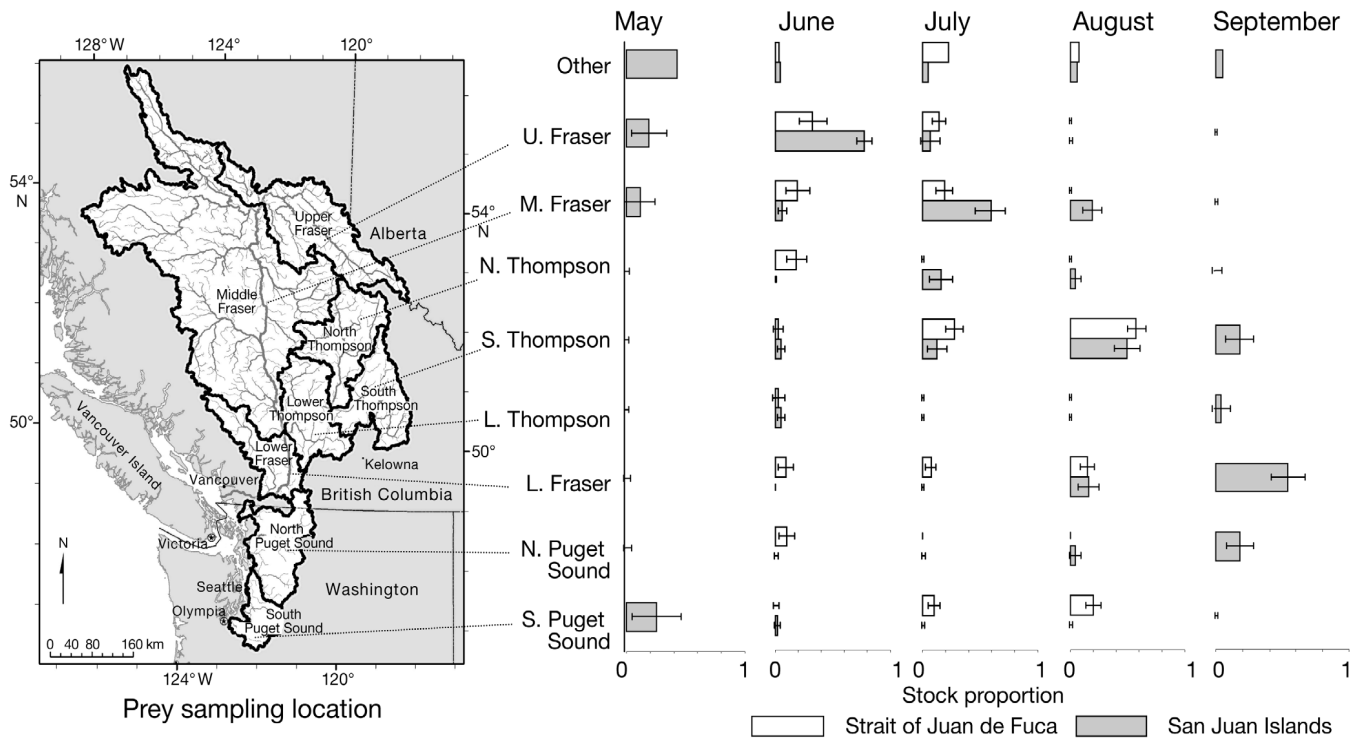 128°W 124° 120°
54°
N
50°
54°
N
50°
Upper
Fraser
Alberta
Middle
Fraser
North
Thompson
South
Thompson
Lower
Thompson
Lower
Fraser
Kelowna
Vancouver Island
Vancouver
British Columbia
North
Puget Sound
Victoria
N
Seattle
Washington
Olympia
South
Puget Sound
0 40 80 160 km
124°W 120°
Prey sampling location
May June July August September
Other
U. Fraser
M. Fraser
N. Thompson
S. Thompson
L. Thompson
L. Fraser
N. Puget
Sound
S. Puget
Sound
0 1 0 1 0 1 0 1 0 1
Stock proportion
Strait of Juan de Fuca San Juan Islands